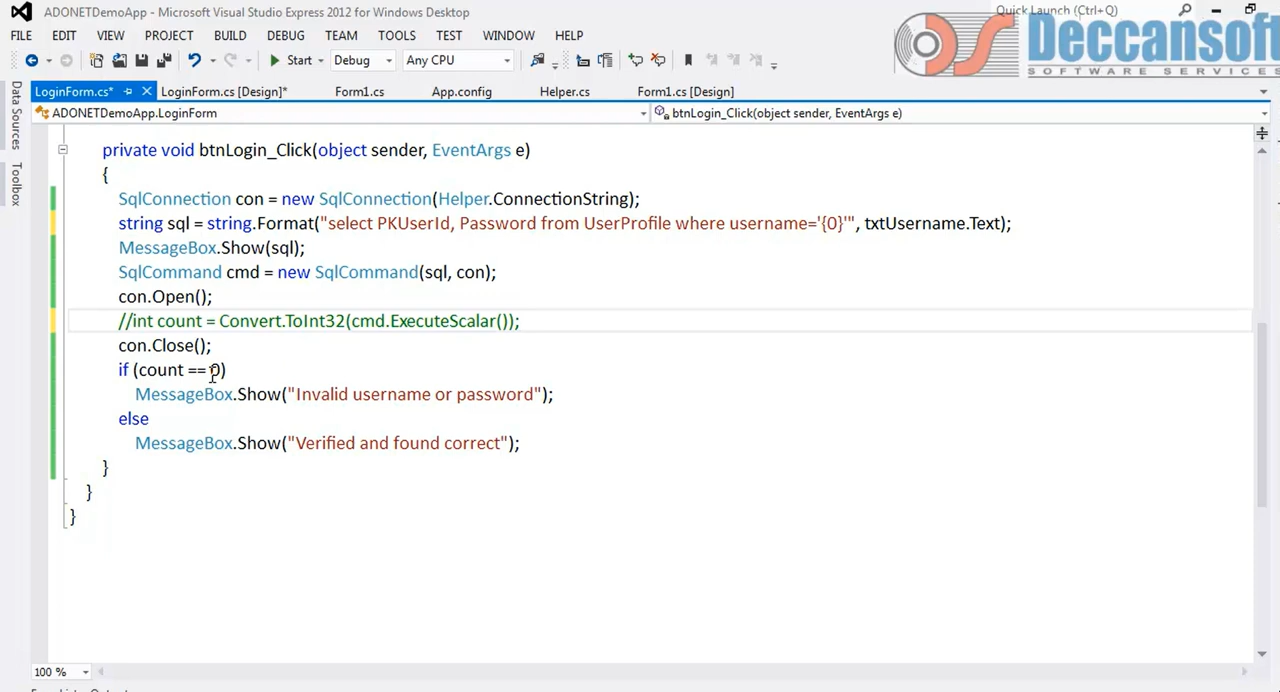 ADONETDemoApp - Microsoft Visual Studio Express 2012 for Windows Desktop
Quick Launch (Ctrl+Q)
FILE EDIT VIEW PROJECT BUILD DEBUG TEAM TOOLS TEST WINDOW HELP
Deccansoft
SOFTWARE SERVICES
Start Debug Any CPU
LoginForm.cs* LoginForm.cs [Design]* Form1.cs App.config Helper.cs Form1.cs [Design]
ADONETDemoApp.LoginForm btnLogin_Click(object sender, EventArgs e)
Data Sources
Toolbox
private void btnLogin_Click(object sender, EventArgs e)
{
SqlConnection con = new SqlConnection(Helper.ConnectionString);
string sql = string.Format("select PKUserId, Password from UserProfile where username='{0}'", txtUsername.Text);
MessageBox.Show(sql);
SqlCommand cmd = new SqlCommand(sql, con);
con.Open();
//int count = Convert.ToInt32(cmd.ExecuteScalar());
con.Close();
if (count == 0)
MessageBox.Show("Invalid username or password");
else
MessageBox.Show("Verified and found correct");
}
}
}
100 %